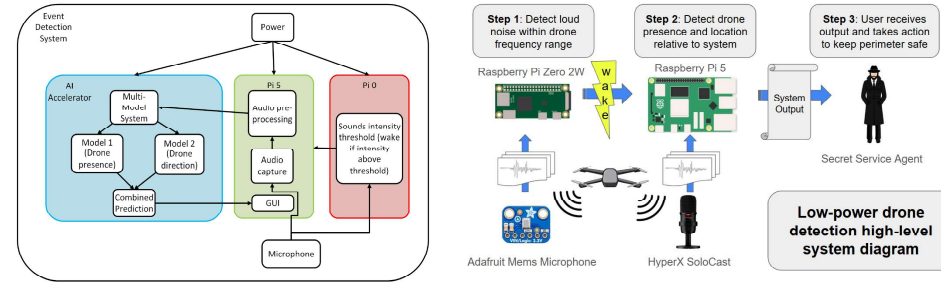 Event
Detection
System
Power
AI
Accelerator
Multi-
Model
System
Model 1
(Drone
presence)
Model 2
(Drone
direction)
Combined
Prediction
Pi 5
Audio pre-
processing
Audio
capture
GUI
Pi 0
Sounds intensity
threshold (wake
if intensity
above
threshold)
Microphone
Step 1: Detect loud
noise within drone
frequency range
Step 2: Detect drone
presence and location
relative to system
Step 3: User receives
output and takes action
to keep perimeter safe
Raspberry Pi Zero 2W
wake
Raspberry Pi 5
System
Output
Secret Service Agent
Adafruit Mems Microphone
HyperX SoloCast
Low-power drone
detection high-level
system diagram